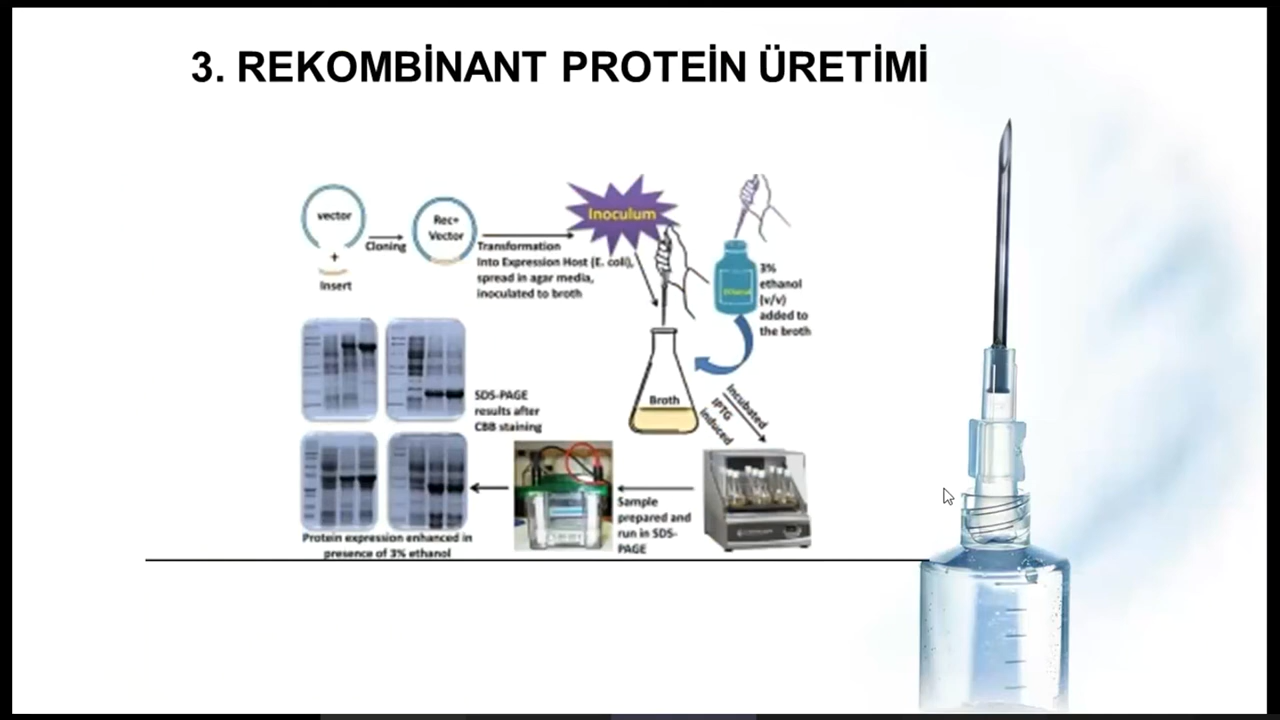 3. REKOMBİNANT PROTEİN ÜRETİMİ
vector
+
Insert
Cloning
Rec+
Vector
Transformation
Into Expression Host (E. coli),
spread in agar media,
inoculated to broth
Inoculum
Ethanol
3%
ethanol
(v/v)
added to
the broth
Broth
Incubated
IPTG
induced
SDS-PAGE
results after
CBB staining
Sample
prepared and
run in SDS-
PAGE
Protein expression enhanced in
presence of 3% ethanol